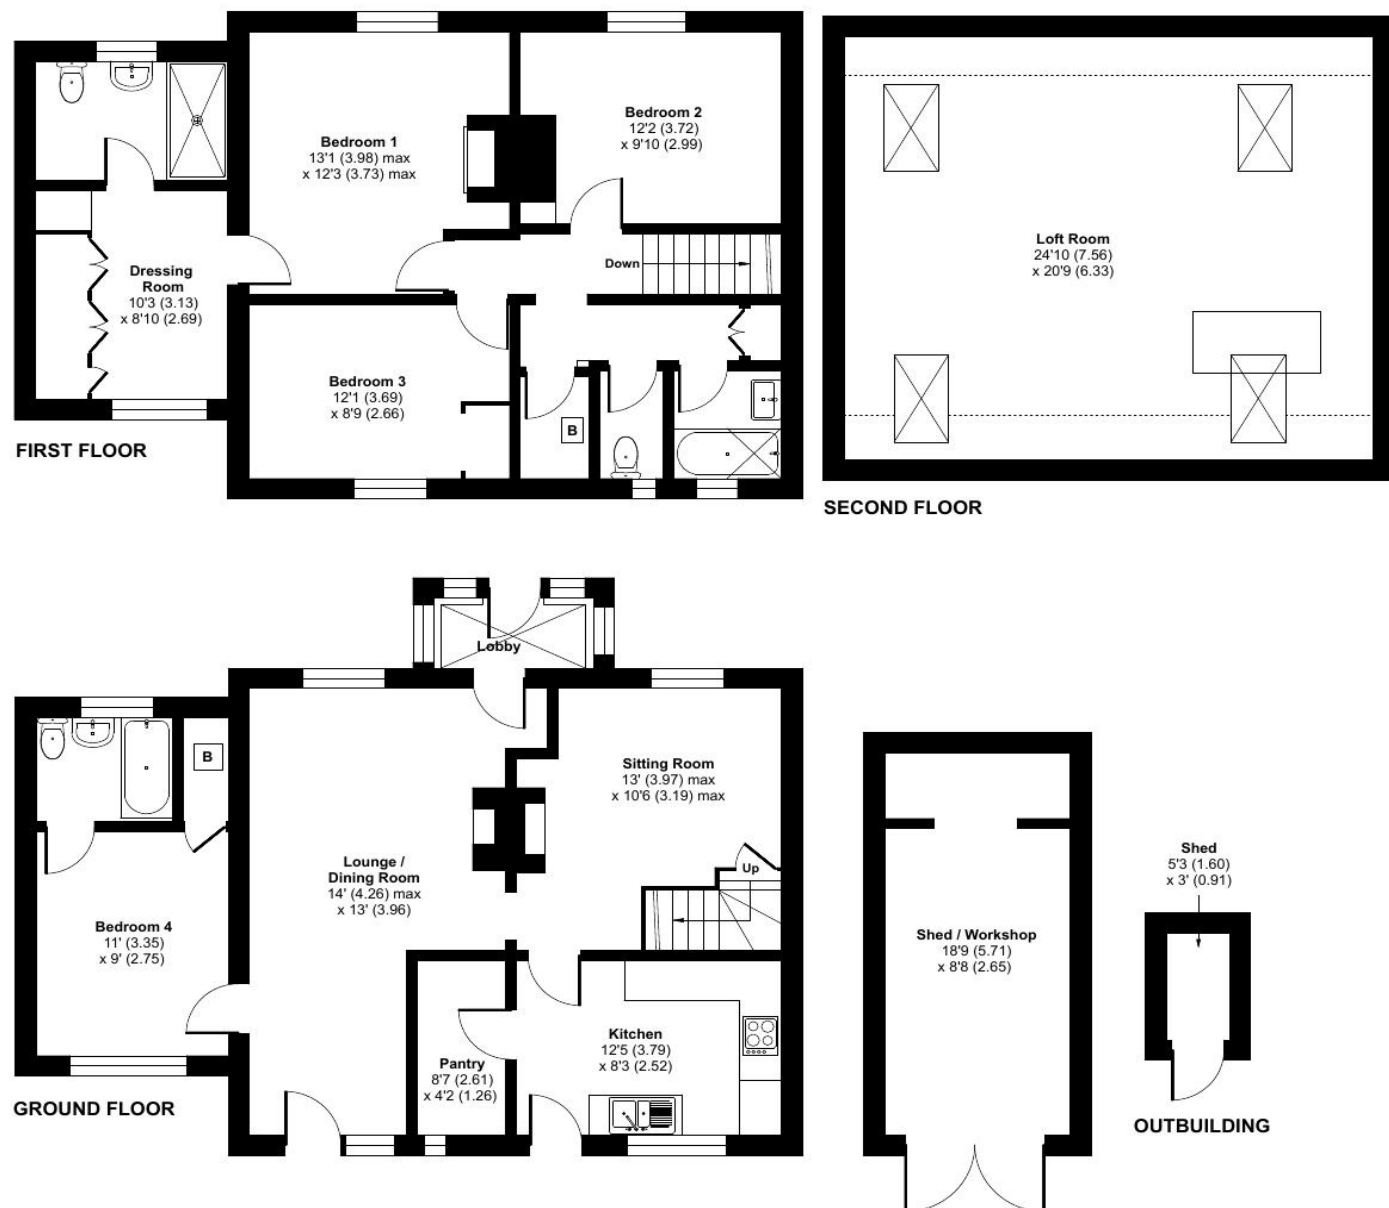 Bedroom 1
13'1 (3.98) max
x 12'3 (3.73) max
Bedroom 2
12'2 (3.72)
x 9'10 (2.99)
Dressing
Room
10'3 (3.13)
x 8'10 (2.69)
Down
Bedroom 3
12'1 (3.69)
x 8'9 (2.66)
B
FIRST FLOOR
Loft Room
24'10 (7.56)
x 20'9 (6.33)
SECOND FLOOR
Lobby
B
Sitting Room
13' (3.97) max
x 10'6 (3.19) max
Up
Lounge /
Dining Room
14' (4.26) max
x 13' (3.96)
Bedroom 4
11' (3.35)
x 9' (2.75)
Kitchen
12'5 (3.79)
x 8'3 (2.52)
Pantry
8'7 (2.61)
x 4'2 (1.26)
GROUND FLOOR
Shed / Workshop
18'9 (5.71)
x 8'8 (2.65)
Shed
5'3 (1.60)
x 3' (0.91)
OUTBUILDING